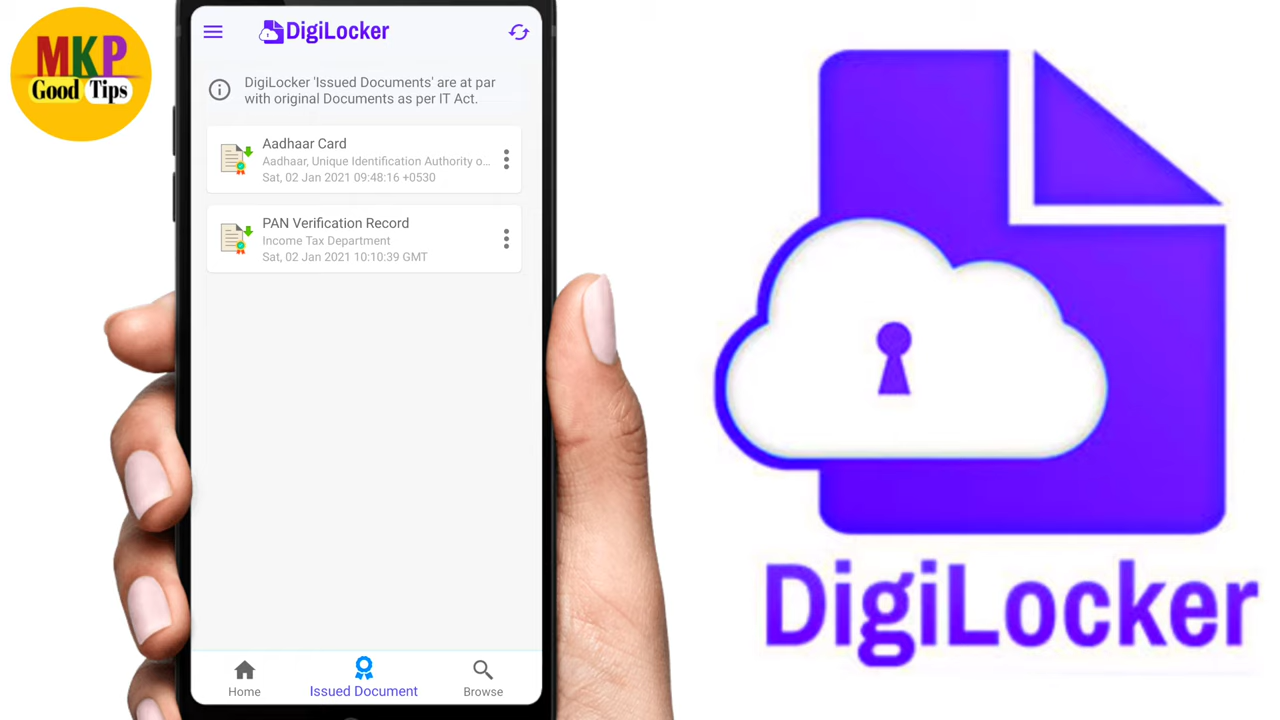 MKP
Good Tips
DigiLocker
DigiLocker 'Issued Documents' are at par
with original Documents as per IT Act.
Aadhaar Card
Aadhaar, Unique Identification Authority o...
Sat, 02 Jan 2021 09:48:16 +0530
PAN Verification Record
Income Tax Department
Sat, 02 Jan 2021 10:10:39 GMT
Home
Issued Document
Browse
DigiLocker